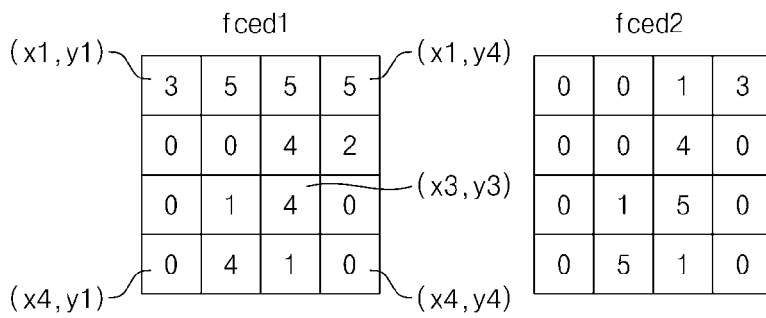 fced1 fced2
(x1,y1) (x1,y4)
3 5 5 5 0 0 1 3
0 0 4 2 0 0 4 0
(x3,y3)
0 1 4 0 0 1 5 0
0 4 1 0 0 5 1 0
(x4,y1) (x4,y4)